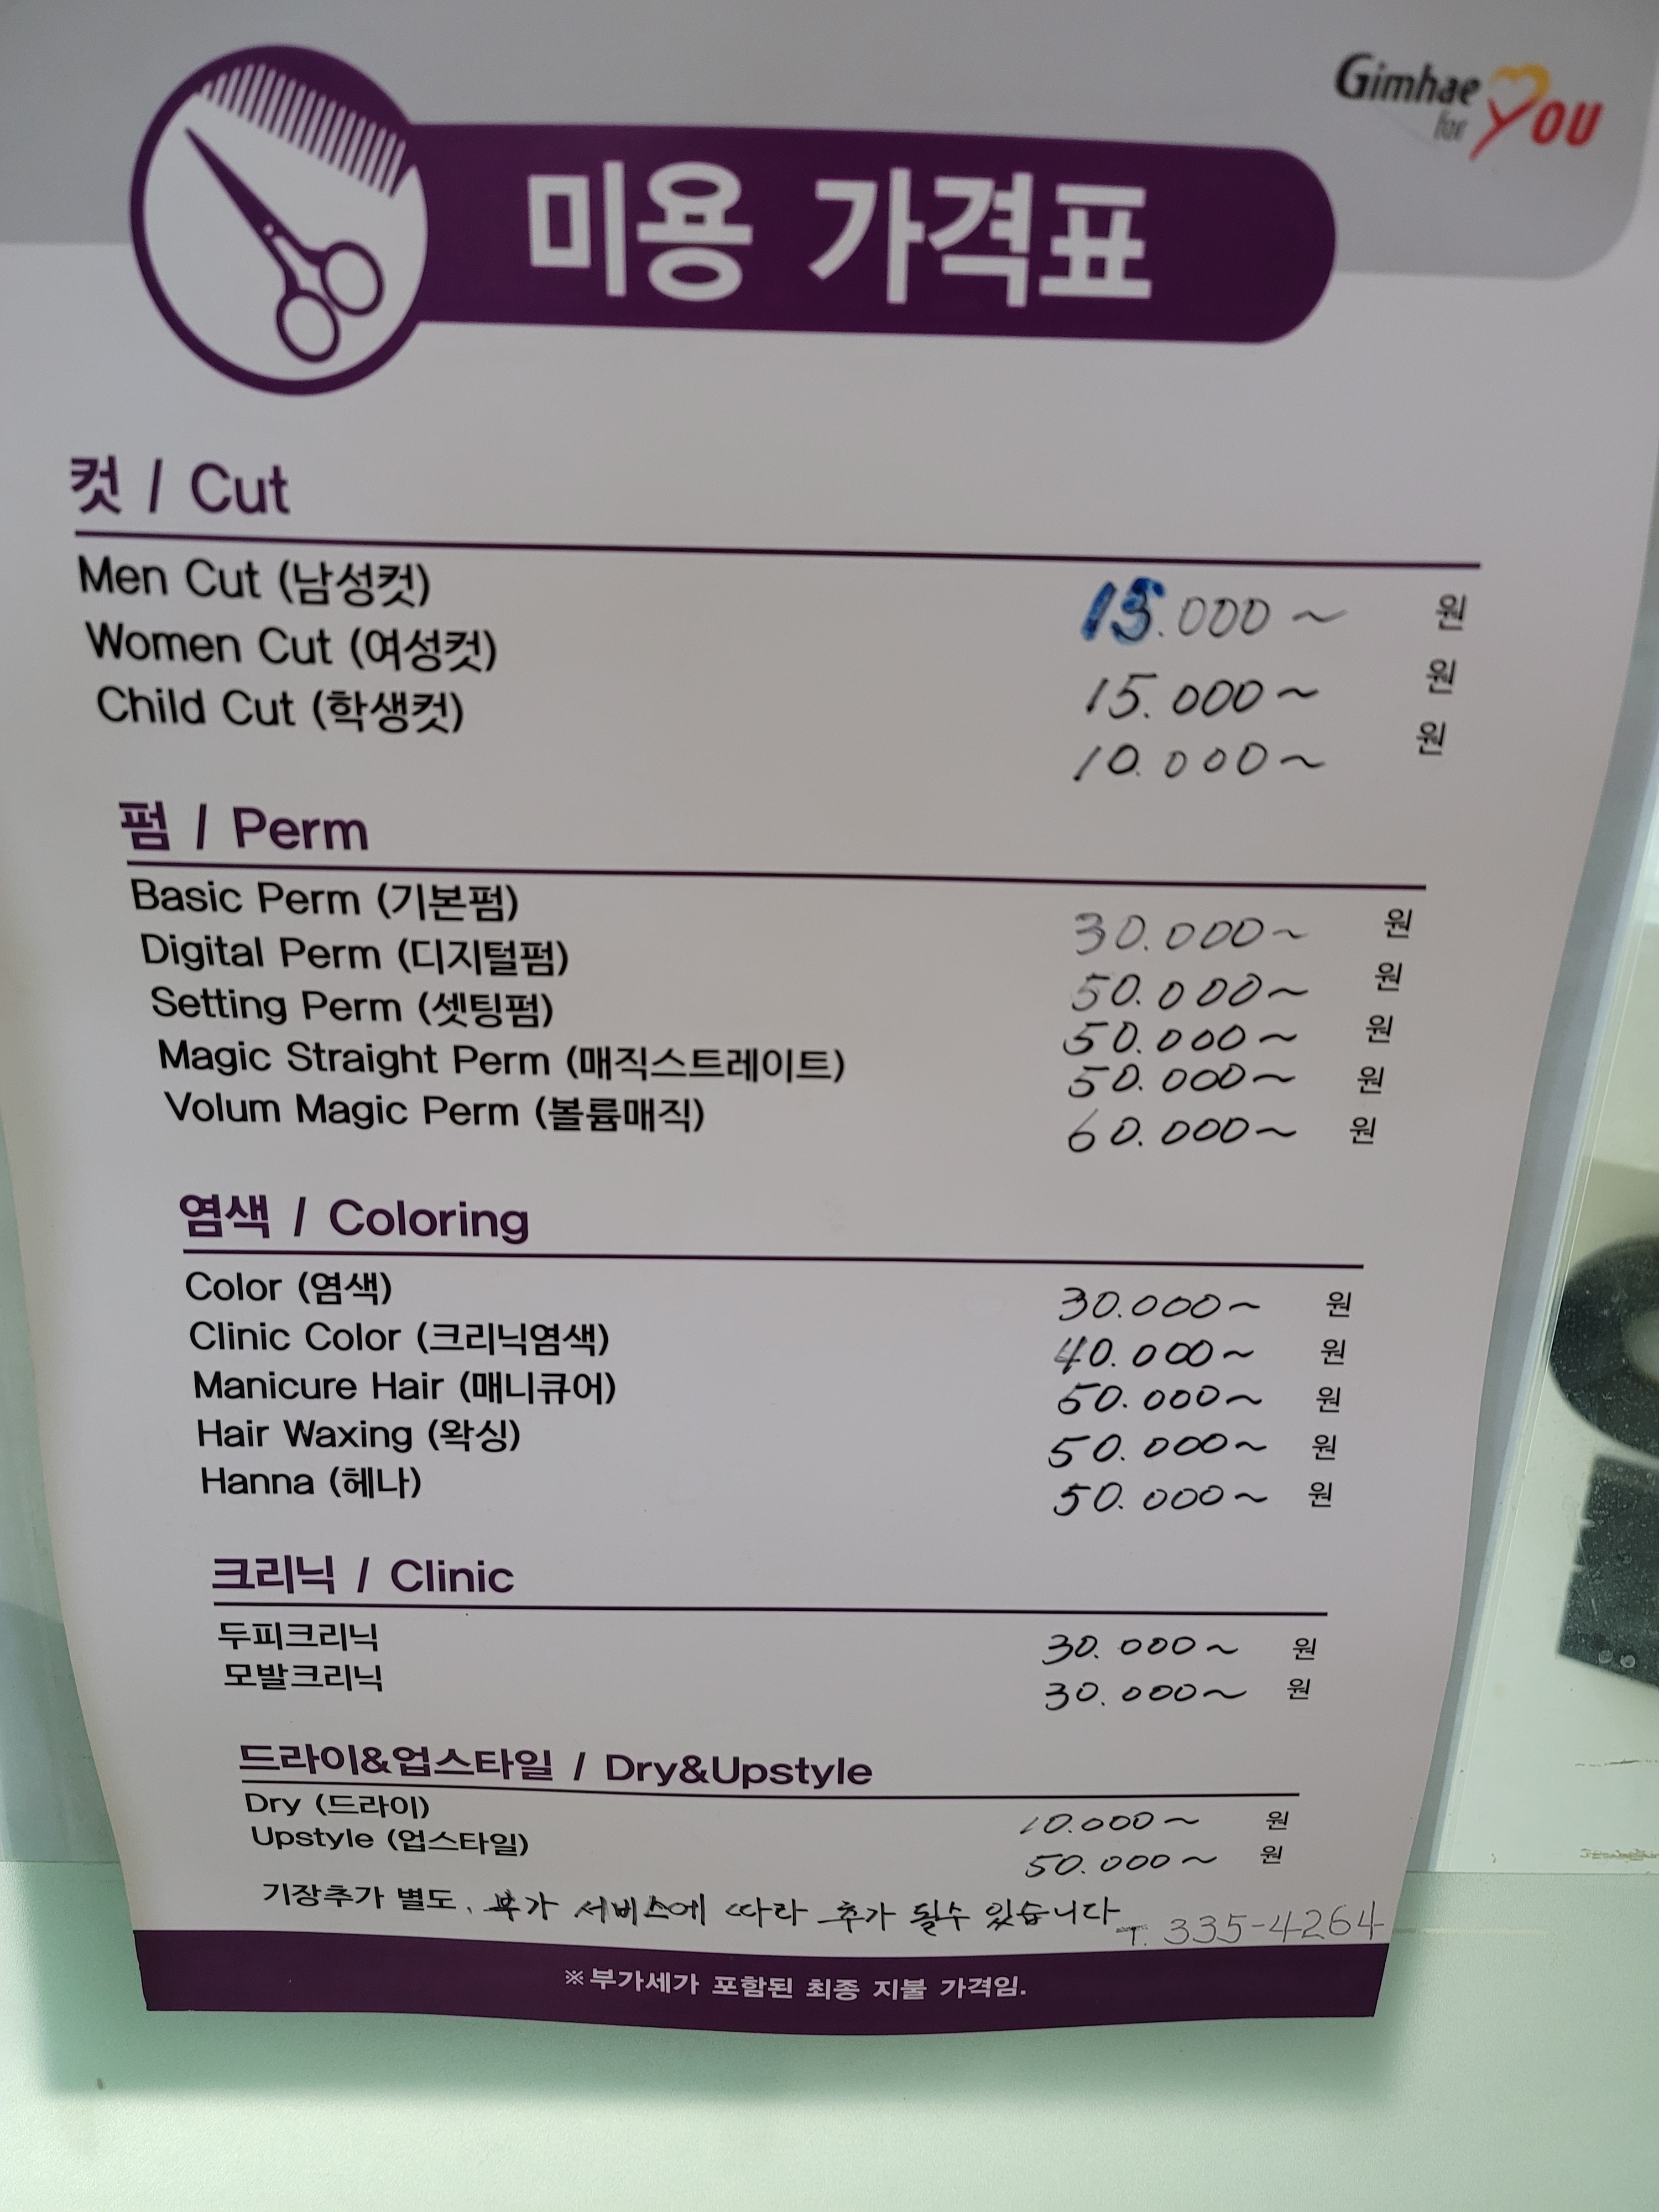 Gimhae
for YOU
미용 가격표
컷 / Cut
Men Cut (남성컷) 15.000~ 원
Women Cut (여성컷) 15.000~ 원
Child Cut (학생컷) 10.000~ 원
펌 / Perm
Basic Perm (기본펌) 30.000~ 원
Digital Perm (디지털펌) 50.000~ 원
Setting Perm (셋팅펌) 50.000~ 원
Magic Straight Perm (매직스트레이트) 50.000~ 원
Volum Magic Perm (볼륨매직) 60.000~ 원
염색 / Coloring
Color (염색) 30.000~ 원
Clinic Color (크리닉염색) 40.000~ 원
Manicure Hair (매니큐어) 50.000~ 원
Hair Waxing (왁싱) 50.000~ 원
Hanna (헤나) 50.000~ 원
크리닉 / Clinic
두피크리닉 30.000~ 원
모발크리닉 30.000~ 원
드라이&업스타일 / Dry&Upstyle
Dry (드라이) 10.000~ 원
Upstyle (업스타일) 50.000~ 원
기장추가 별도, 부가 서비스에 따라 추가 될수 있습니다 T. 335-4264
※부가세가 포함된 최종 지불 가격임.